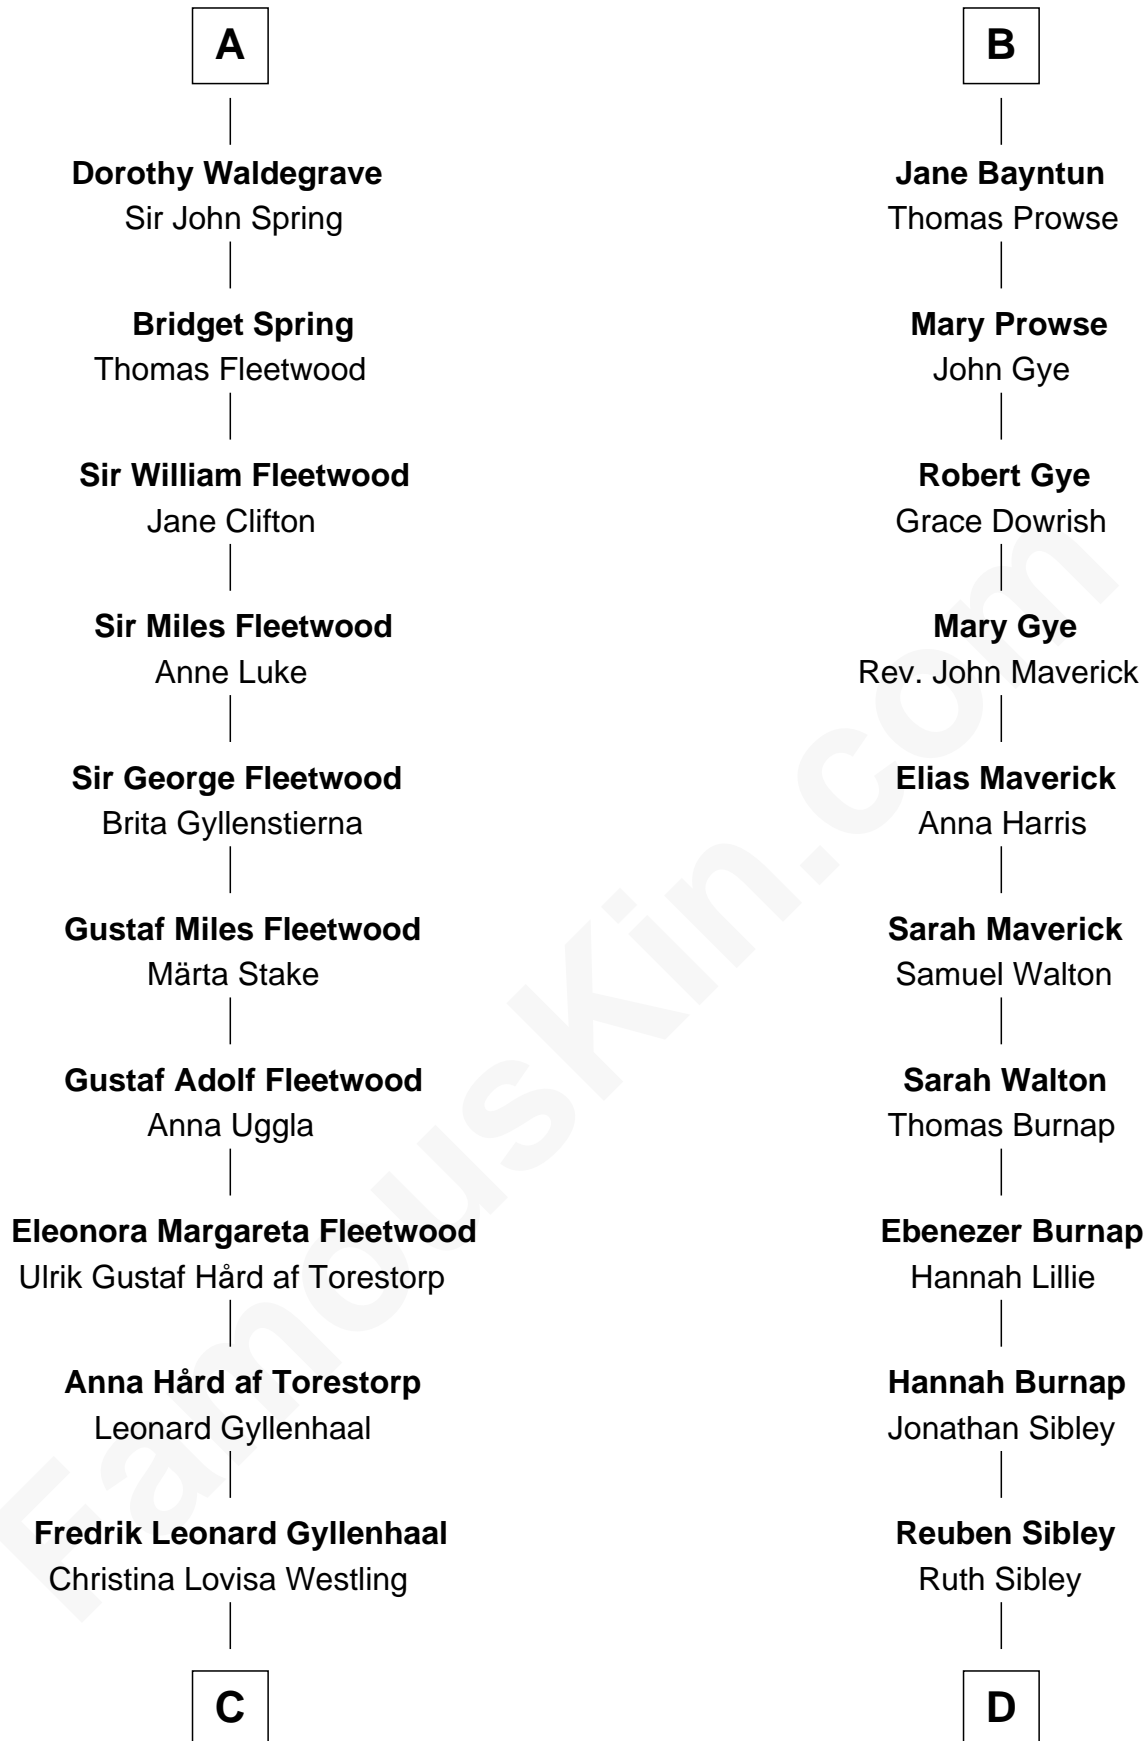 A
Dorothy Waldegrave
Sir John Spring
Bridget Spring
Thomas Fleetwood
Sir William Fleetwood
Jane Clifton
Sir Miles Fleetwood
Anne Luke
Sir George Fleetwood
Brita Gyllenstierna
Gustaf Miles Fleetwood
Märta Stake
Gustaf Adolf Fleetwood
Anna Uggla
Eleonora Margareta Fleetwood
Ulrik Gustaf Hård af Torestorp
Anna Hård af Torestorp
Leonard Gyllenhaal
Fredrik Leonard Gyllenhaal
Christina Lovisa Westling
C
B
Jane Bayntun
Thomas Prowse
Mary Prowse
John Gye
Robert Gye
Grace Dowrish
Mary Gye
Rev. John Maverick
Elias Maverick
Anna Harris
Sarah Maverick
Samuel Walton
Sarah Walton
Thomas Burnap
Ebenezer Burnap
Hannah Lillie
Hannah Burnap
Jonathan Sibley
Reuben Sibley
Ruth Sibley
D
FamousKin.com